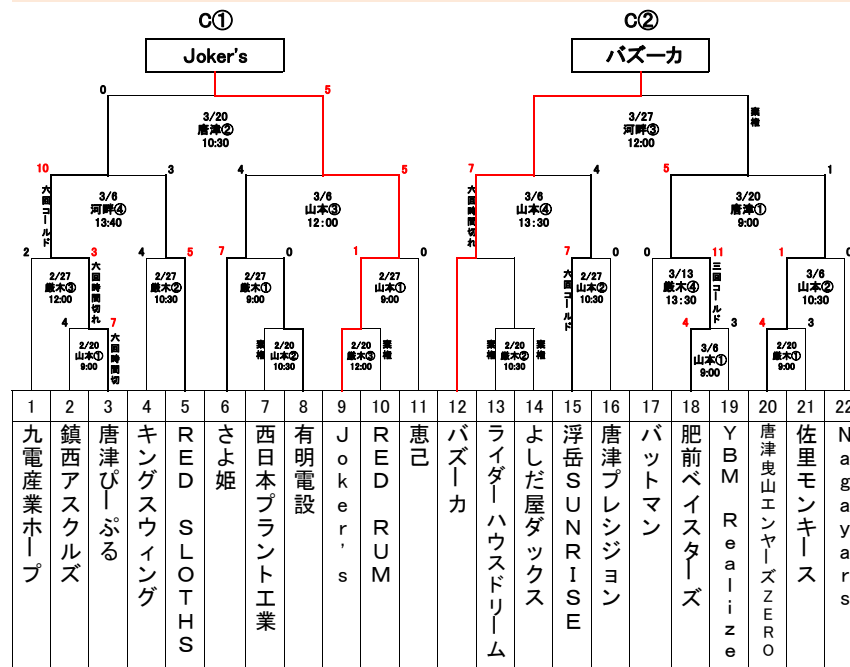 C① C②
Joker's バズーカ
0 5 棄権
3/20 3/27
唐津② 河畔③
10:30 12:00
10 六回コールド 3 4 5 7 六回時間切れ 4 5 1
3/6 3/6 3/6 3/20
河畔④ 山本③ 山本④ 唐津①
13:40 12:00 13:30 9:00
2 3 六回時間切れ 4 5 7 0 1 0 7 六回コールド 0 0 11 三回コールド 1 0
2/27 2/27 2/27 2/27 2/27 3/13 3/6
厳木③ 厳木② 厳木① 山本① 山本② 厳木④ 山本②
12:00 10:30 9:00 9:00 10:30 13:30 10:30
4 7 六回時間切 棄権 棄権 棄権 棄権 4 3 4 3
2/20 2/20 2/20 2/20 3/6 2/20
山本① 山本② 厳木③ 厳木② 山本① 厳木①
9:00 10:30 12:00 10:30 9:00 9:00
1 2 3 4 5 6 7 8 9 10 11 12 13 14 15 16 17 18 19 20 21 22
九電産業ホープ
鎮西アスクルズ
唐津ぴーぷる
キングスウィング
RED SLOTHS
さよ姫
西日本プラント工業
有明電設
Joker's
RED RUM
恵己
バズーカ
ライダーハウスドリーム
よしだ屋ダックス
浮岳SUNRISE
唐津プレシジョン
バットマン
肥前ベイスターズ
YBM Realize
唐津曳山エンヤーズZERO
佐里モンキース
Nagayars